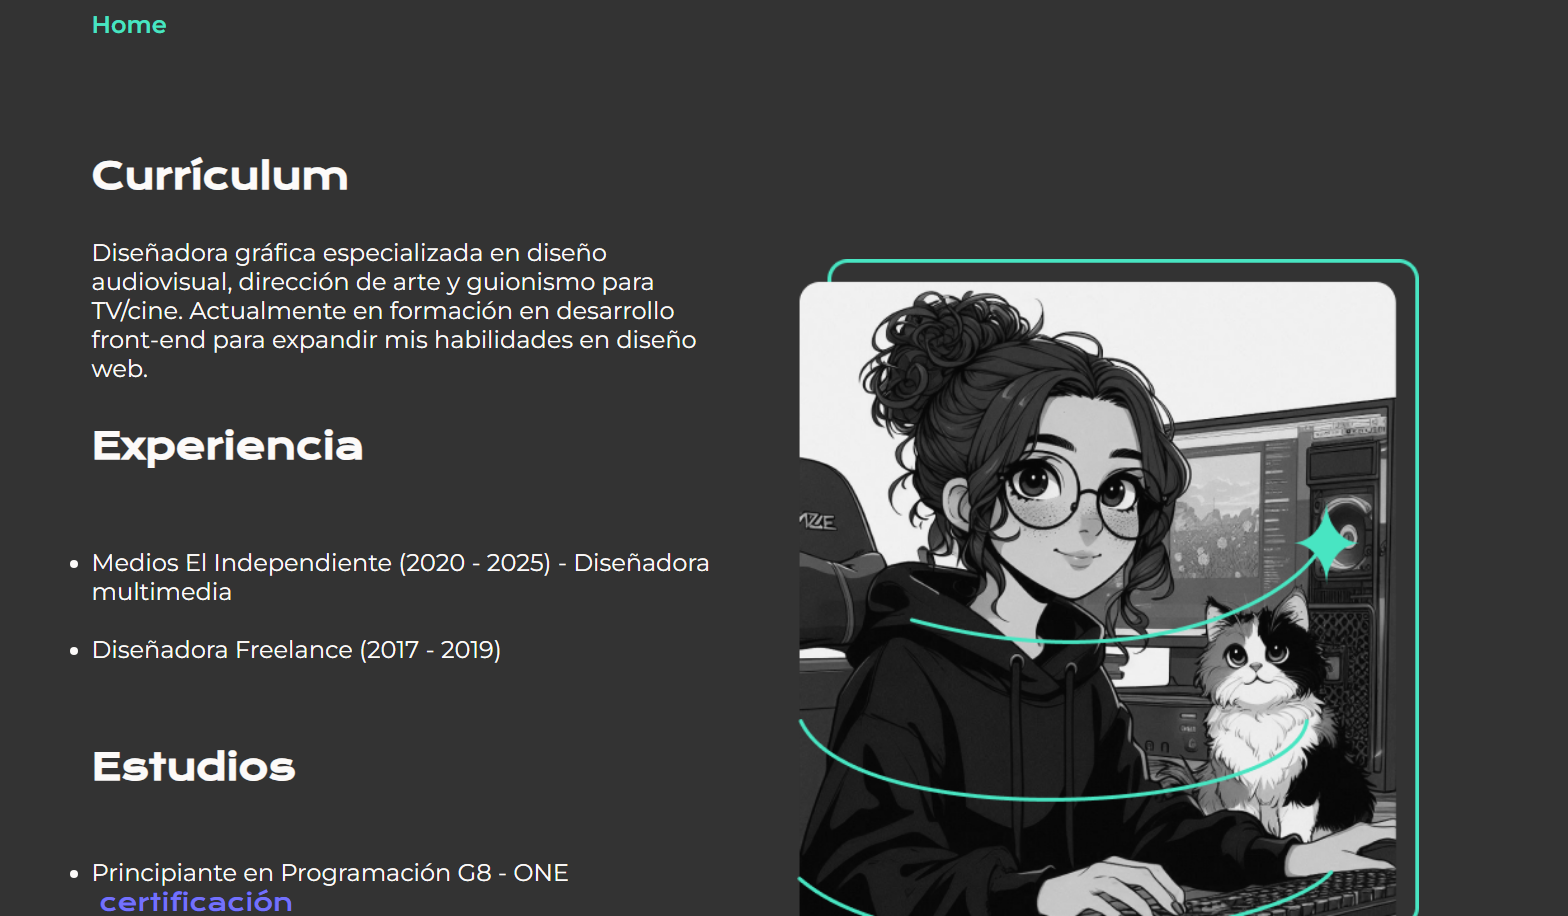 Home
Currículum
Diseñadora gráfica especializada en diseño
audiovisual, dirección de arte y guionismo para
TV/cine. Actualmente en formación en desarrollo
front-end para expandir mis habilidades en diseño
web.
Experiencia
• Medios El Independiente (2020 - 2025) - Diseñadora
multimedia
• Diseñadora Freelance (2017 - 2019)
Estudios
• Principiante en Programación G8 - ONE
certificación